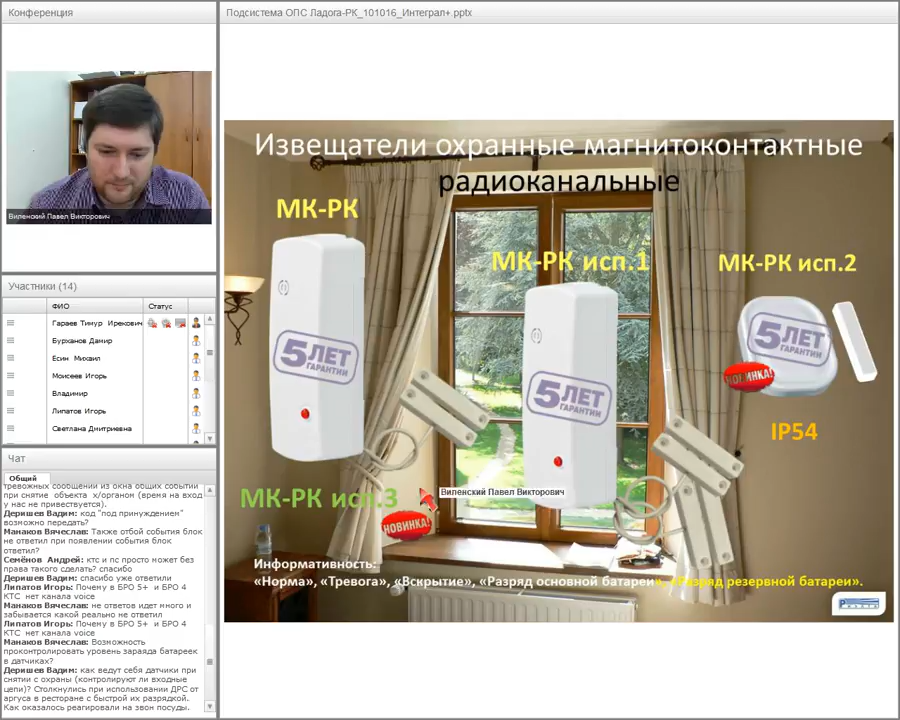 Конференция
Виленский Павел Викторович
Участники (14)
ФИО
Статус
Гараев Тимур Ирекович
Бурханов Дамир
Есин Михаил
Моисеев Игорь
Владимир
Липатов Игорь
Светлана Дмитриевна
Чат
Общий
тревожных сообщений из окна общих событий
при снятие объекта х/органом (время на вход
у нас не приветствуется).
Деришев Вадим: код "под принуждением"
возможно передать?
Манаков Вячеслав: Также отбой события блок
не ответил при появлении события блок
ответил?
Семёнов Андрей: ктс и пс просто может без
права такого сделать? спасибо
Деришев Вадим: спасибо уже ответили
Липатов Игорь: Почему в БРО 5+ и БРО 4
КТС нет канала voice
Манаков Вячеслав: не ответов идет много и
забывается какой реально не ответил
Липатов Игорь: Почему в БРО 5+ и БРО 4
КТС нет канала voice
Манаков Вячеслав: Возможность
проконтролировать уровень зараяда батареек
в датчиках?
Деришев Вадим: как ведут себя датчики при
снятии с охраны (контролируют ли входные
цепи)? Столкнулись при использовании ДРС от
аргуса в ресторане с быстрой их разрядкой.
Как оказалось реагировали на звон посуды.
Подсистема ОПС Ладога-РК_101016_Интеграл+.pptx
Извещатели охранные магнитоконтактные
радиоканальные
МК-РК
МК-РК исп.1
МК-РК исп.2
5 ЛЕТ
ГАРАНТИИ
5 ЛЕТ
ГАРАНТИИ
5 ЛЕТ
ГАРАНТИИ
НОВИНКА!
IP54
МК-РК исп.3
Виленский Павел Викторович
НОВИНКА!
Информативность:
«Норма», «Тревога», «Вскрытие», «Разряд основной батареи», «Разряд резервной батареи».